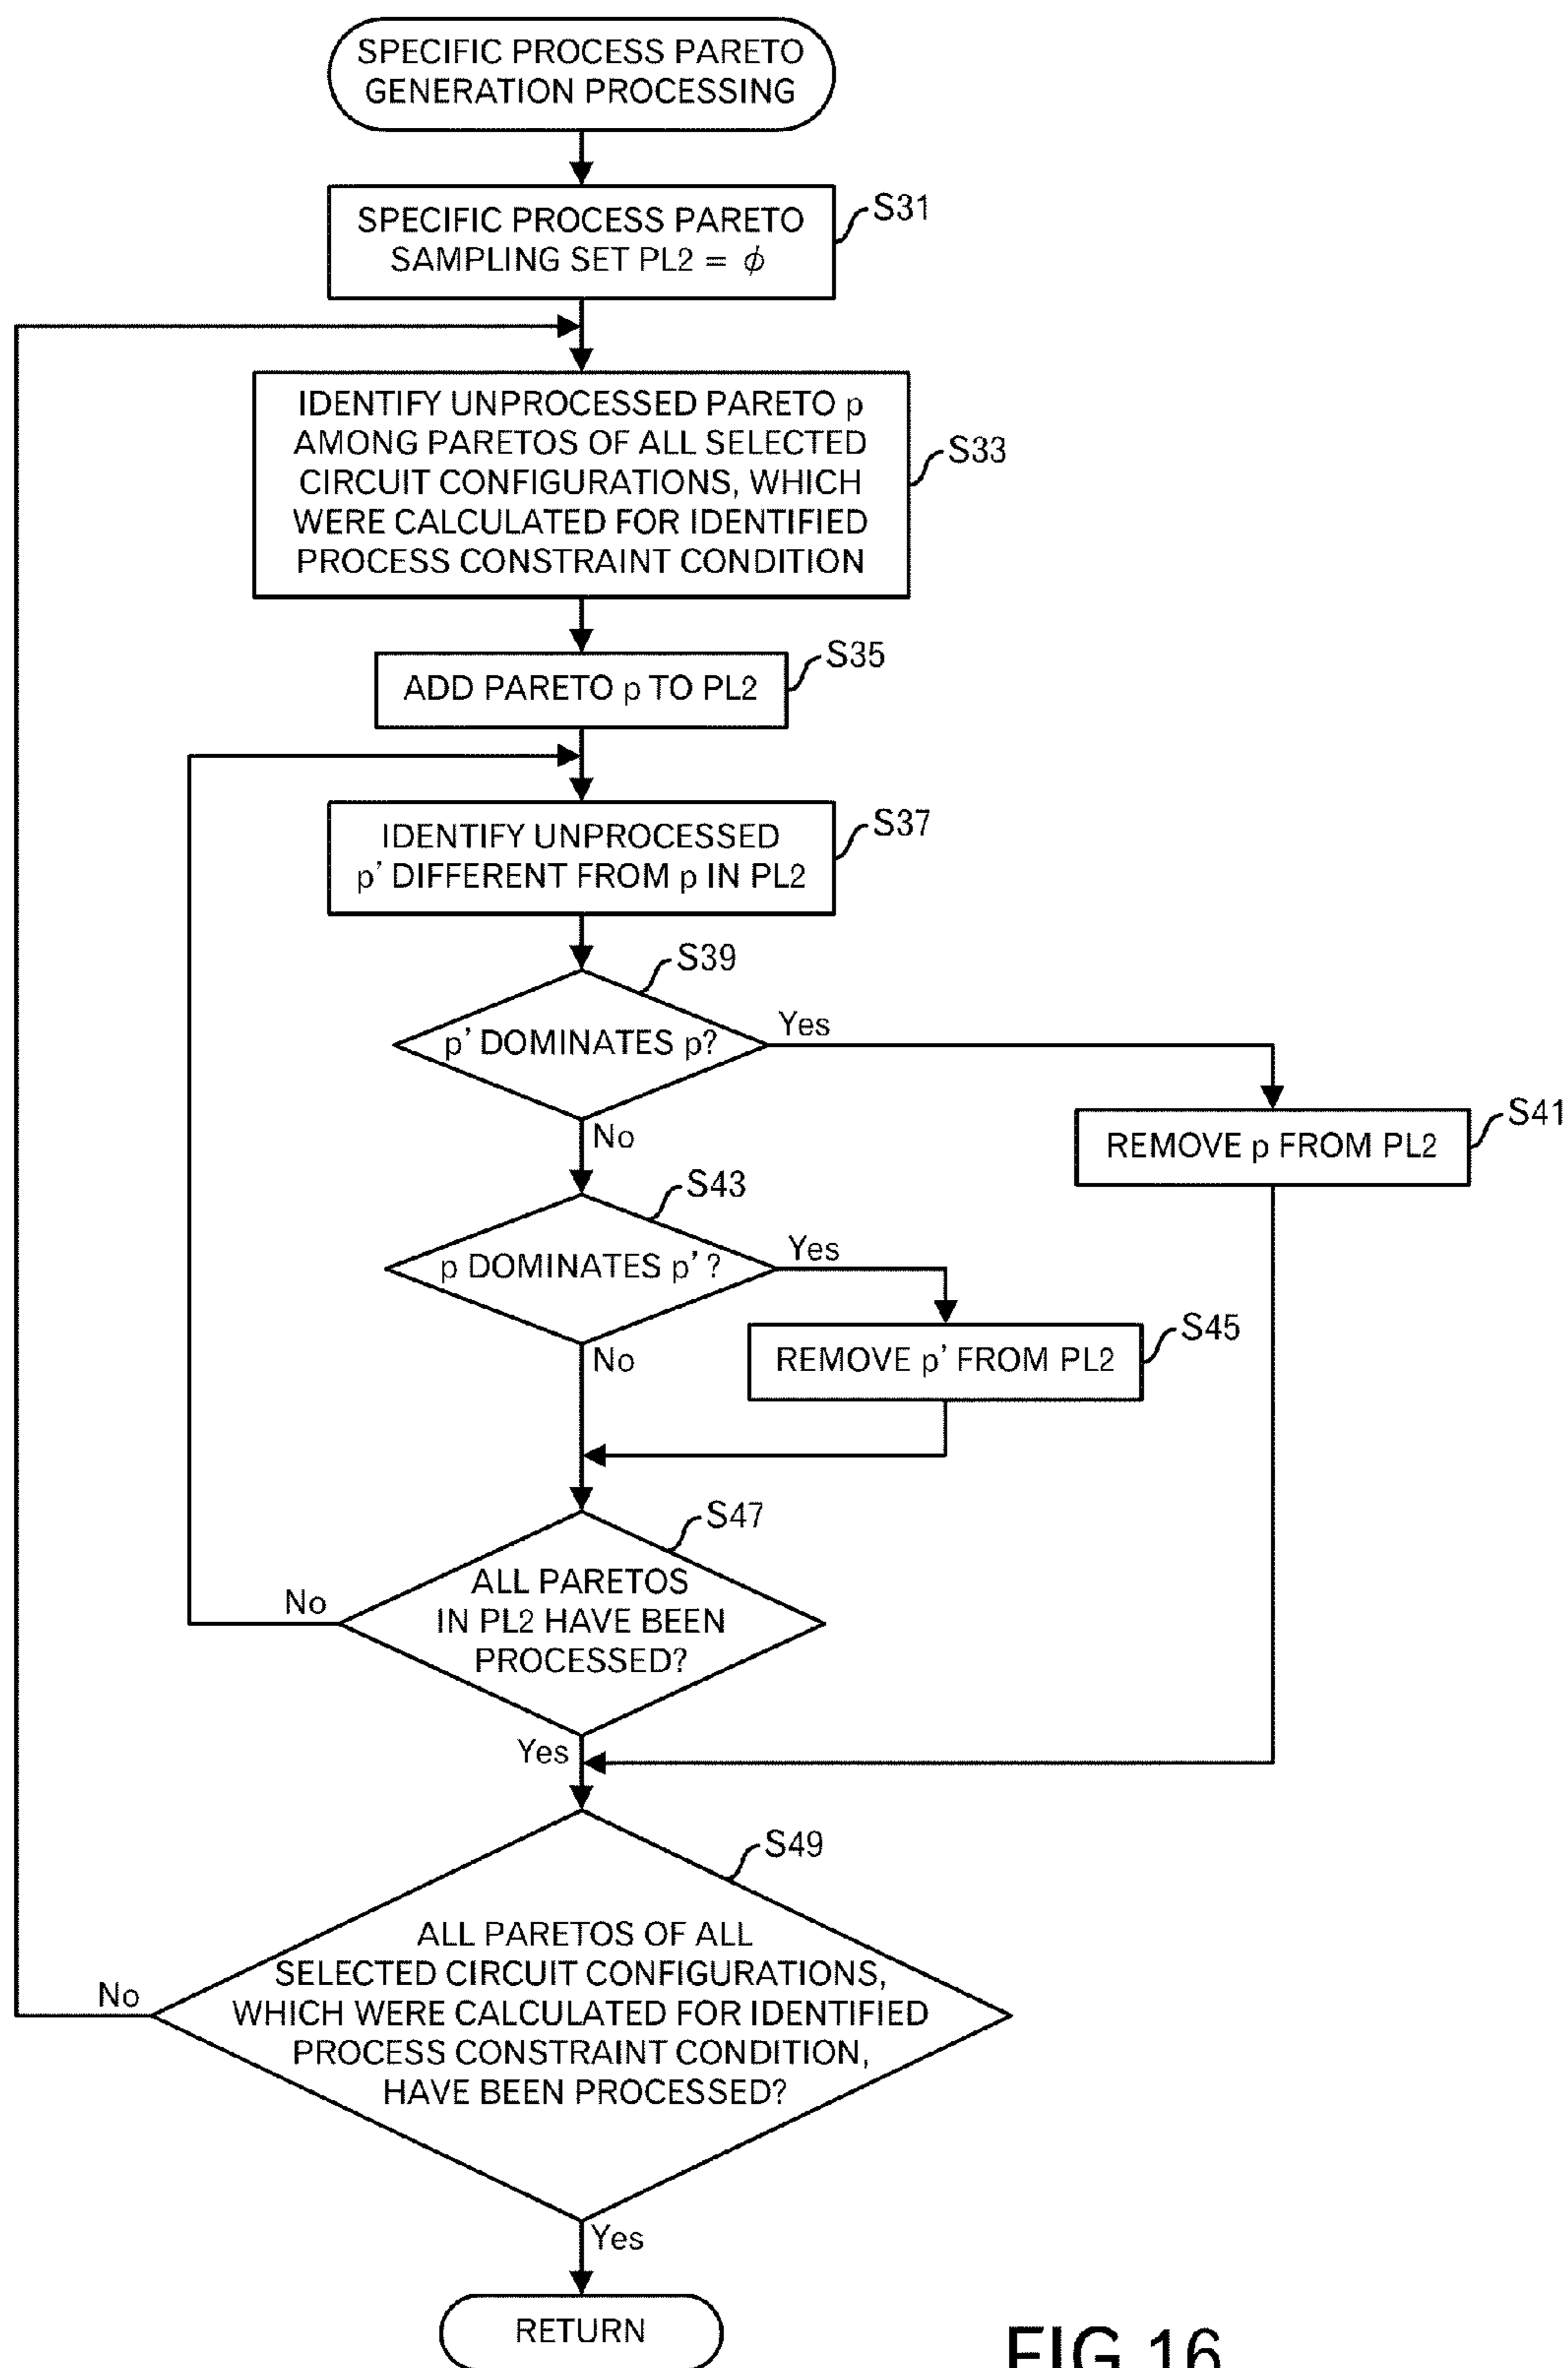 SPECIFIC PROCESS PARETO
GENERATION PROCESSING
SPECIFIC PROCESS PARETO
SAMPLING SET PL2 = ϕ
S31
IDENTIFY UNPROCESSED PARETO p
AMONG PARETOS OF ALL SELECTED
CIRCUIT CONFIGURATIONS, WHICH
WERE CALCULATED FOR IDENTIFIED
PROCESS CONSTRAINT CONDITION
S33
ADD PARETO p TO PL2
S35
IDENTIFY UNPROCESSED
p' DIFFERENT FROM p IN PL2
S37
S39
p' DOMINATES p?
Yes
No
REMOVE p FROM PL2
S41
S43
p DOMINATES p'?
Yes
No
REMOVE p' FROM PL2
S45
S47
ALL PARETOS
IN PL2 HAVE BEEN
PROCESSED?
No
Yes
S49
ALL PARETOS OF ALL
SELECTED CIRCUIT CONFIGURATIONS,
WHICH WERE CALCULATED FOR IDENTIFIED
PROCESS CONSTRAINT CONDITION,
HAVE BEEN PROCESSED?
No
Yes
RETURN
FIG.16